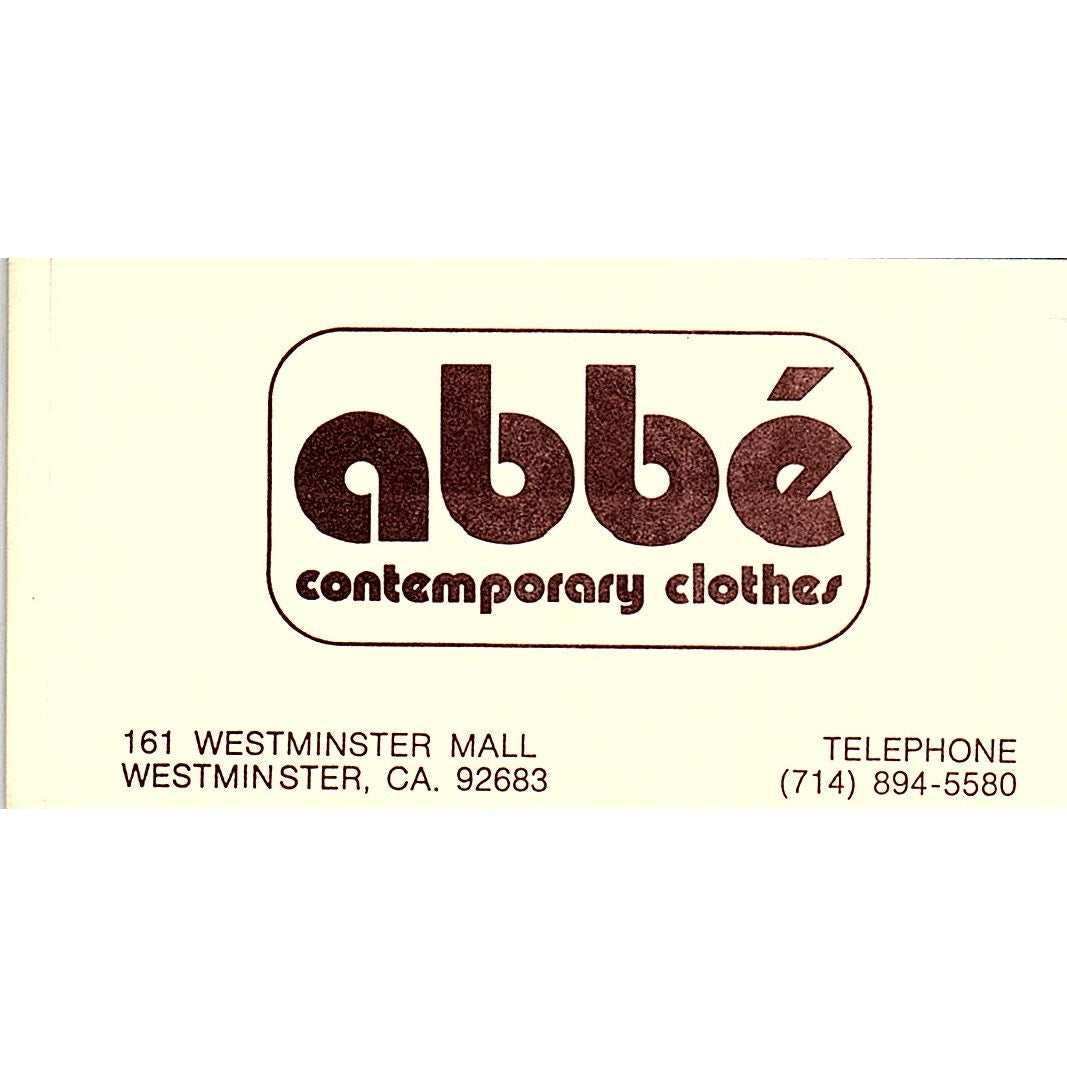 abbé
contemporary clothes
161 WESTMINSTER MALL
WESTMINSTER, CA. 92683
TELEPHONE
(714) 894-5580